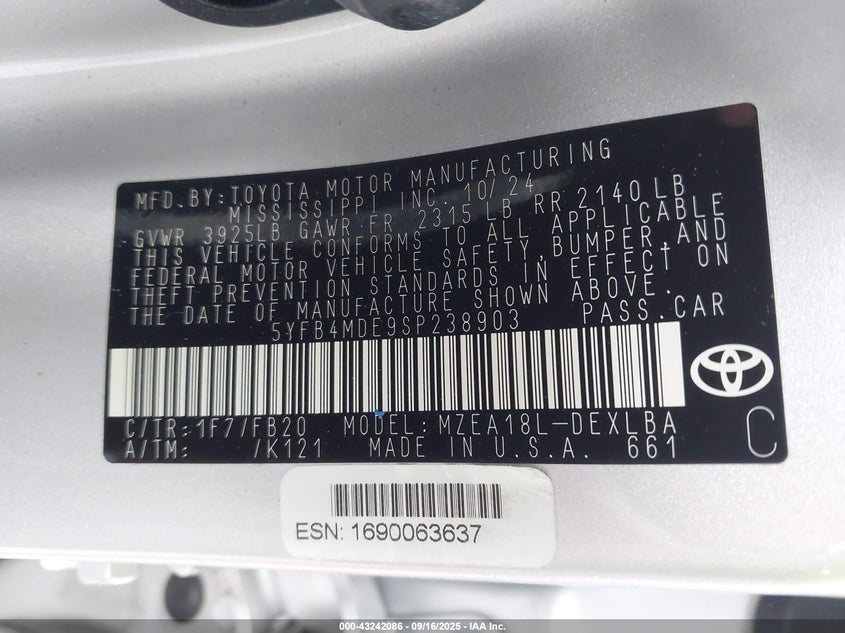 MFD. BY: TOYOTA MOTOR MANUFACTURING
MISSISSIPPI INC. 10/24
GVWR 3925LB GAWR FR 2315 LB RR 2140 LB
THIS VEHICLE CONFORMS TO ALL APPLICABLE
FEDERAL MOTOR VEHICLE SAFETY, BUMPER, AND
THEFT PREVENTION STANDARDS IN EFFECT ON
THE DATE OF MANUFACTURE SHOWN ABOVE.
5YFB4MDE9SP238903 PASS. CAR
C/TR: 1F7/FB20 MODEL: MZEA18L-DEXLBA
A/TM: /K121 MADE IN U.S.A. 661
C
ESN: 1690063637
000-43242086 - 09/16/2025 - IAA Inc.